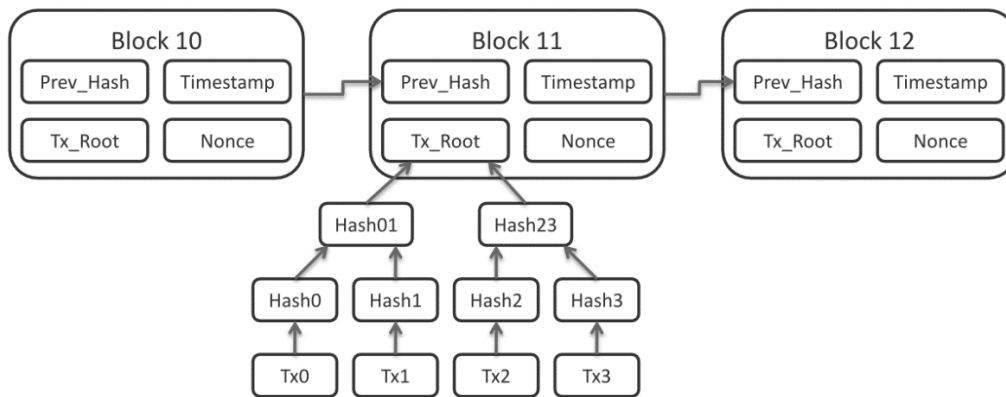 Block 10
Block 11
Block 12
Prev_Hash Timestamp
Prev_Hash Timestamp
Prev_Hash Timestamp
Tx_Root Nonce
Tx_Root Nonce
Tx_Root Nonce
Hash01 Hash23
Hash0 Hash1 Hash2 Hash3
Tx0 Tx1 Tx2 Tx3